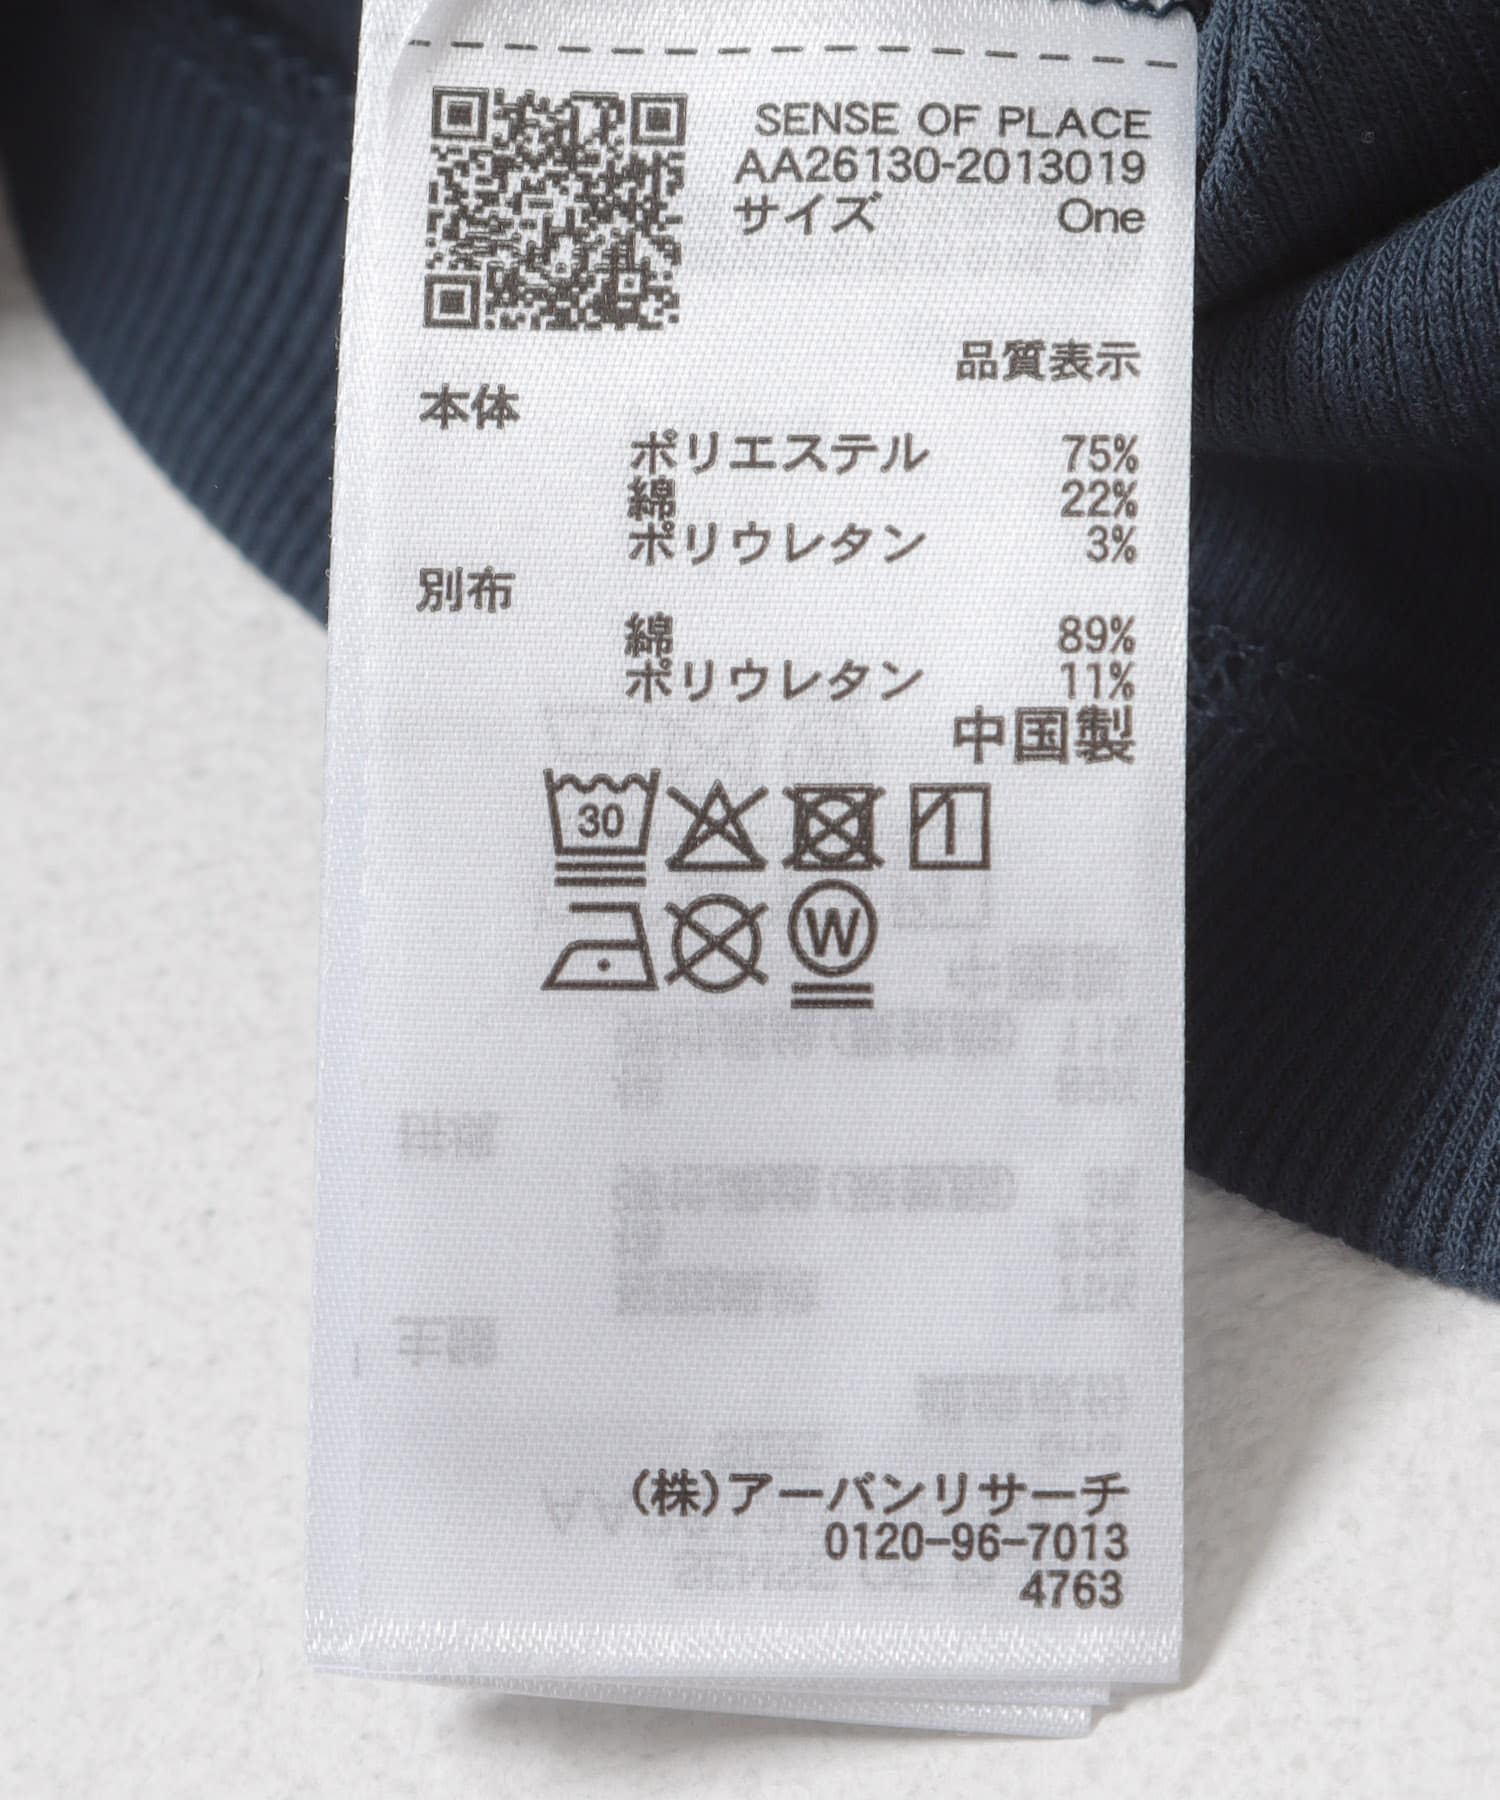 SENSE OF PLACE
AA26130-2013019
サイズ One
品質表示
本体
ポリエステル 75%
綿 22%
ポリウレタン 3%
別布
綿 89%
ポリウレタン 11%
中国製
30
W
(株)アーバンリサーチ
0120-96-7013
4763